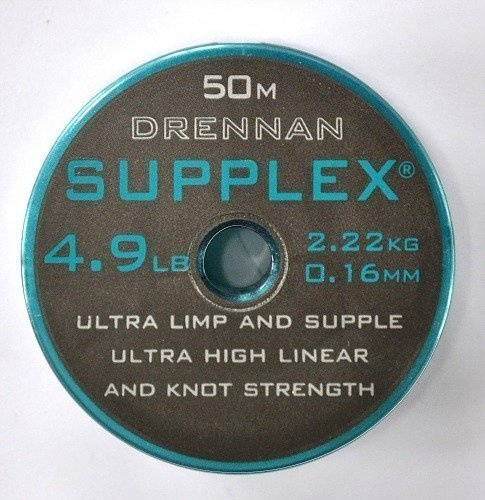 50M
DRENNAN
SUPPLEX®
4.9LB
2.22KG
0.16MM
ULTRA LIMP AND SUPPLE
ULTRA HIGH LINEAR
AND KNOT STRENGTH